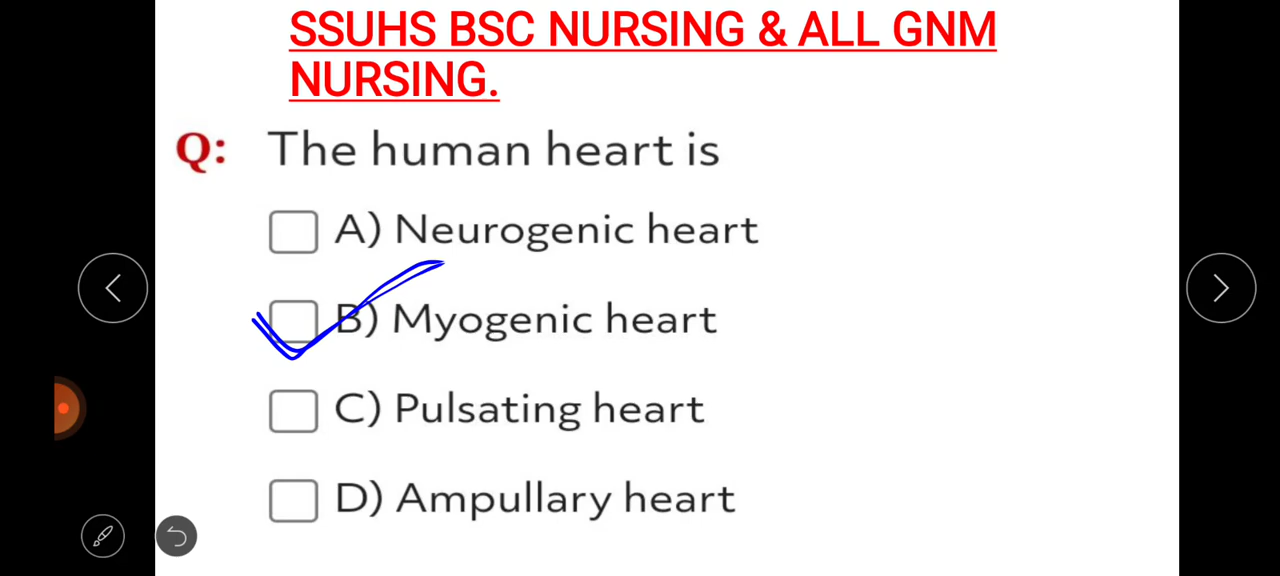 SSUHS BSC NURSING & ALL GNM
NURSING.
Q: The human heart is
A) Neurogenic heart
B) Myogenic heart
C) Pulsating heart
D) Ampullary heart